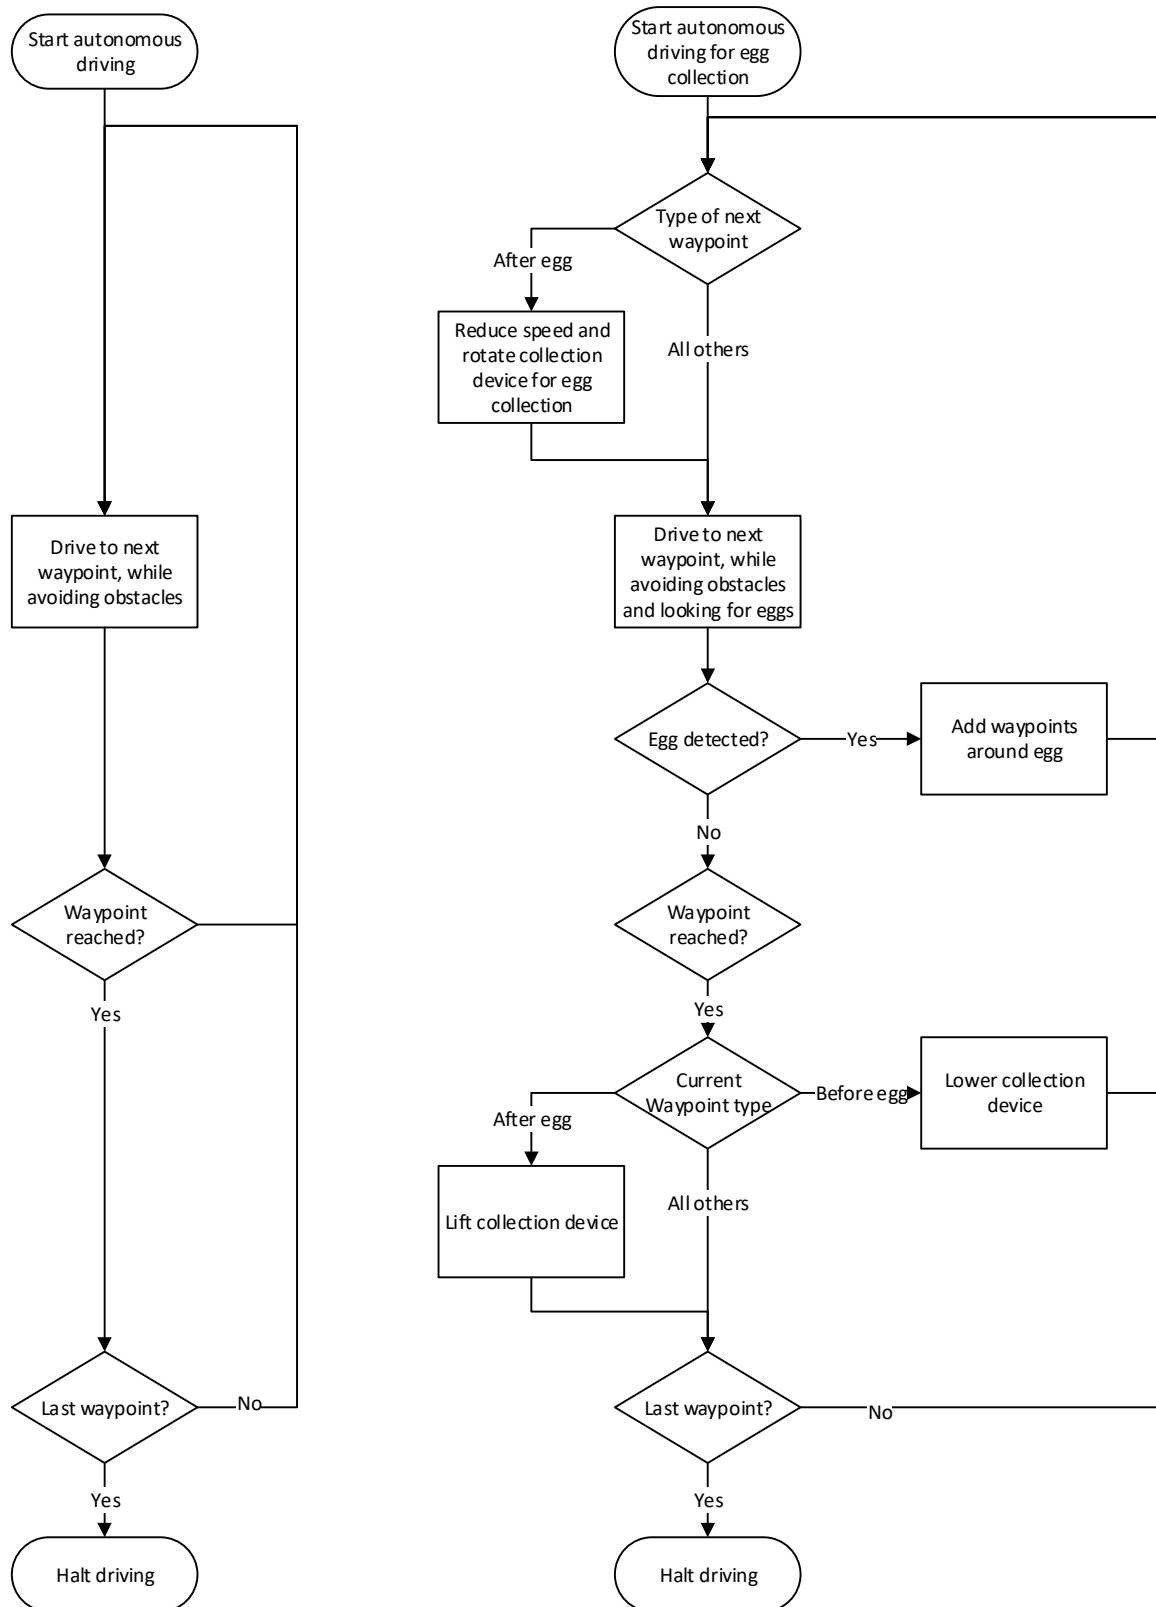 Start autonomous
driving
Drive to next
waypoint, while
avoiding obstacles
Waypoint
reached?
Yes
Last waypoint?
No
Yes
Halt driving
Start autonomous
driving for egg
collection
Type of next
waypoint
After egg
Reduce speed and
rotate collection
device for egg
collection
All others
Drive to next
waypoint, while
avoiding obstacles
and looking for eggs
Egg detected?
Yes
Add waypoints
around egg
No
Waypoint
reached?
Yes
Current
Waypoint type
Before egg
Lower collection
device
After egg
Lift collection device
All others
Last waypoint?
No
Yes
Halt driving